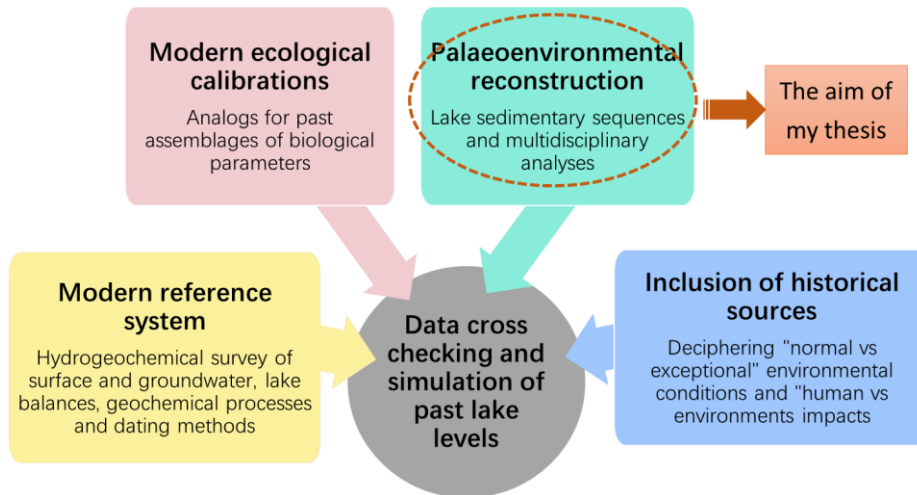 Modern ecological
calibrations
Analogs for past
assemblages of biological
parameters
Palaeoenvironmental
reconstruction
Lake sedimentary sequences
and multidisciplinary
analyses
The aim of
my thesis
Modern reference
system
Hydrogeochemical survey of
surface and groundwater, lake
balances, geochemical processes
and dating methods
Data cross
checking and
simulation of
past lake
levels
Inclusion of historical
sources
Deciphering "normal vs
exceptional" environmental
conditions and "human vs
environments impacts